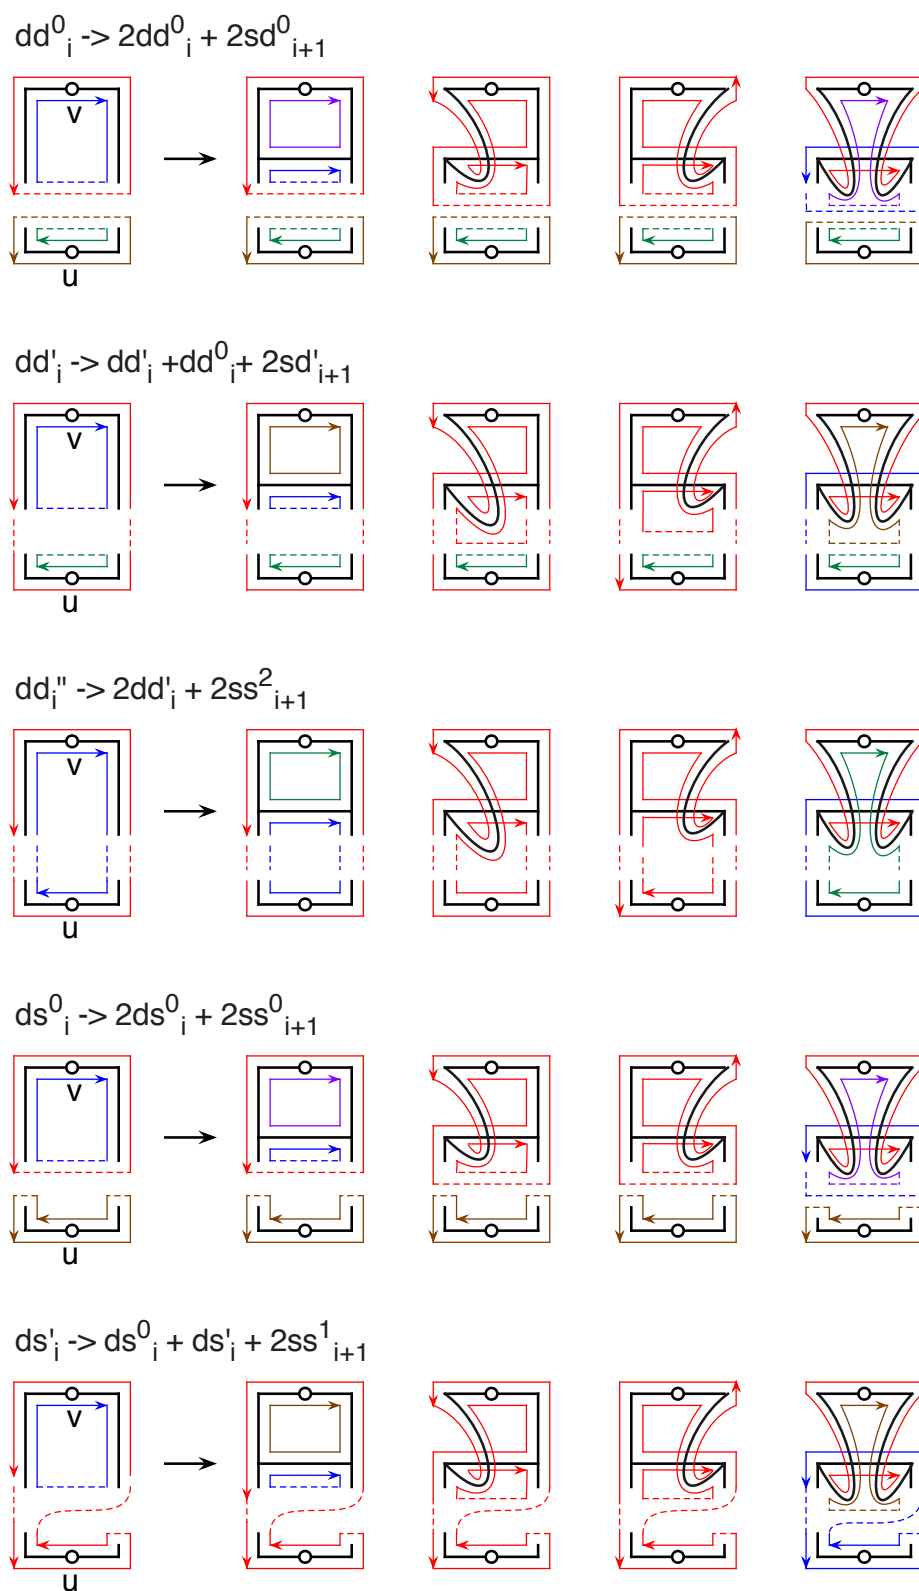 dd⁰ᵢ -> 2dd⁰ᵢ + 2sd⁰ᵢ₊₁
v
u
dd'ᵢ -> dd'ᵢ +dd⁰ᵢ+ 2sd'ᵢ₊₁
v
u
ddᵢ" -> 2dd'ᵢ + 2ss²ᵢ₊₁
v
u
ds⁰ᵢ -> 2ds⁰ᵢ + 2ss⁰ᵢ₊₁
v
u
ds'ᵢ -> ds⁰ᵢ + ds'ᵢ + 2ss¹ᵢ₊₁
v
u